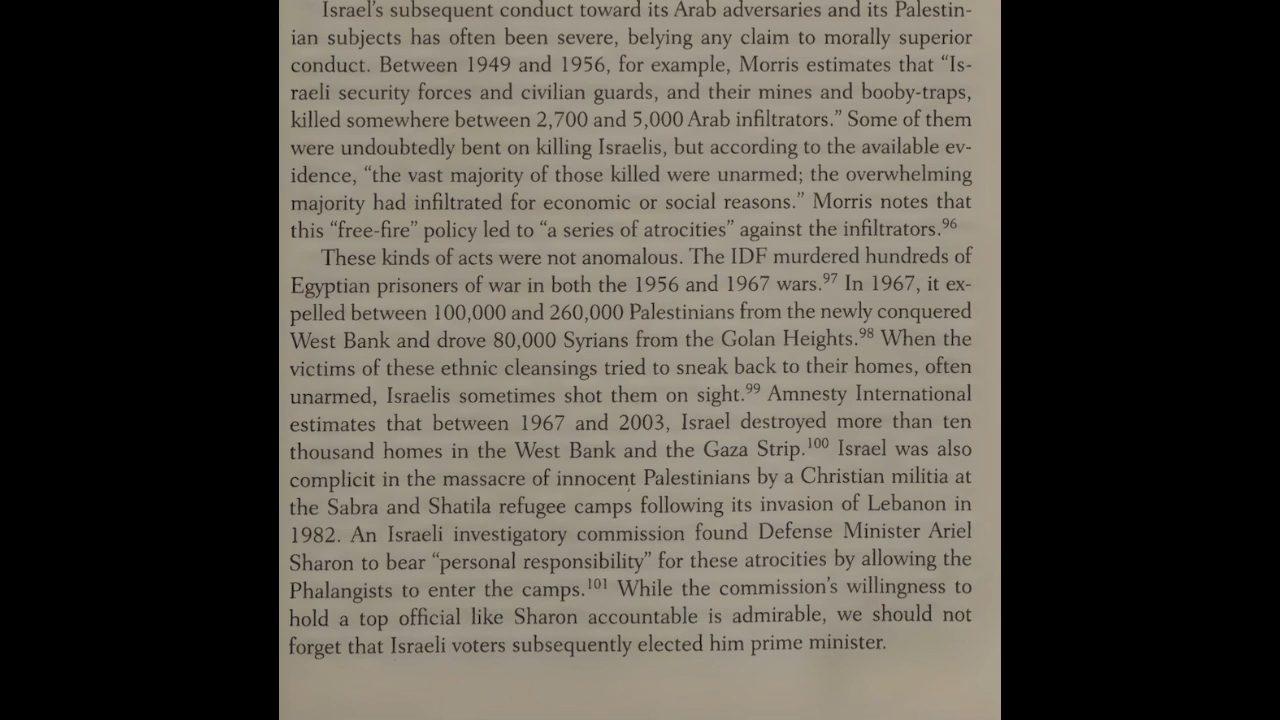 Israel's subsequent conduct toward its Arab adversaries and its Palestin-
ian subjects has often been severe, belying any claim to morally superior
conduct. Between 1949 and 1956, for example, Morris estimates that “Is-
raeli security forces and civilian guards, and their mines and booby-traps,
killed somewhere between 2,700 and 5,000 Arab infiltrators.” Some of them
were undoubtedly bent on killing Israelis, but according to the available ev-
idence, “the vast majority of those killed were unarmed; the overwhelming
majority had infiltrated for economic or social reasons.” Morris notes that
this “free-fire” policy led to “a series of atrocities” against the infiltrators.96
These kinds of acts were not anomalous. The IDF murdered hundreds of
Egyptian prisoners of war in both the 1956 and 1967 wars.97 In 1967, it ex-
pelled between 100,000 and 260,000 Palestinians from the newly conquered
West Bank and drove 80,000 Syrians from the Golan Heights.98 When the
victims of these ethnic cleansings tried to sneak back to their homes, often
unarmed, Israelis sometimes shot them on sight.99 Amnesty International
estimates that between 1967 and 2003, Israel destroyed more than ten
thousand homes in the West Bank and the Gaza Strip.100 Israel was also
complicit in the massacre of innocent Palestinians by a Christian militia at
the Sabra and Shatila refugee camps following its invasion of Lebanon in
1982. An Israeli investigatory commission found Defense Minister Ariel
Sharon to bear “personal responsibility” for these atrocities by allowing the
Phalangists to enter the camps.101 While the commission's willingness to
hold a top official like Sharon accountable is admirable, we should not
forget that Israeli voters subsequently elected him prime minister.